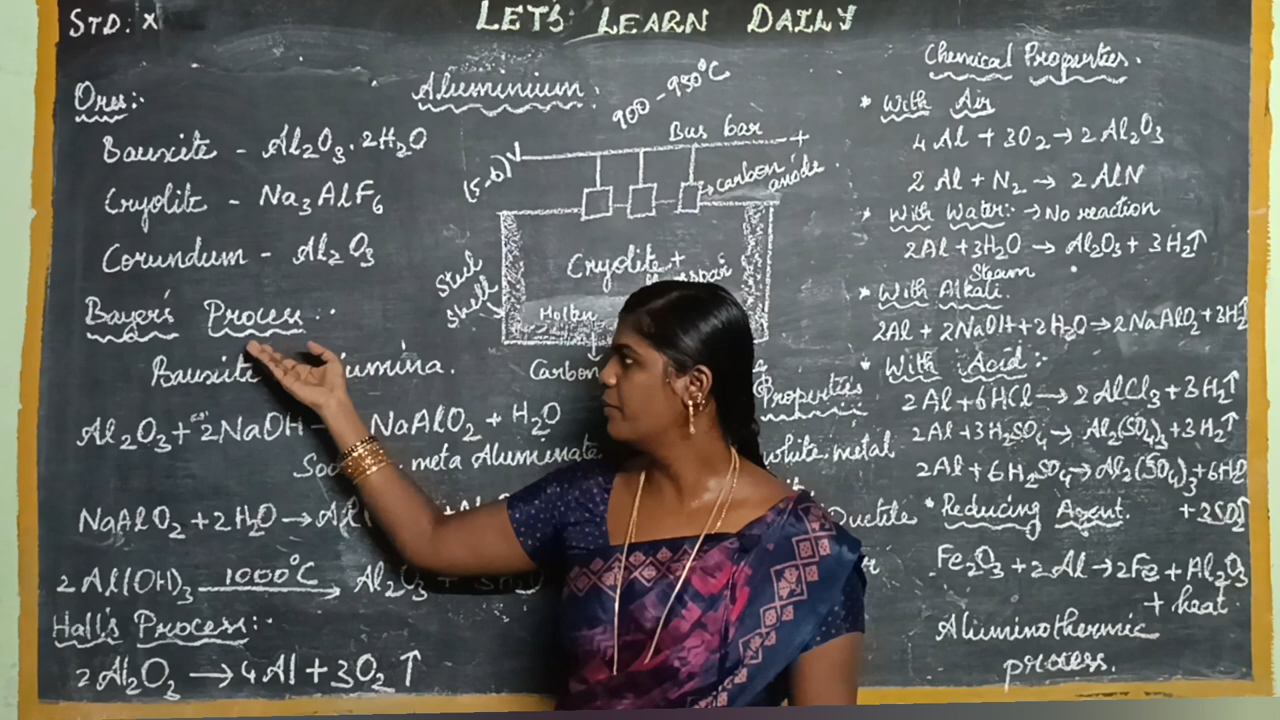 STD: X
LET'S LEARN DAILY
Aluminium:
Ores:-
Bauxite - Al₂O₃.2H₂O
Cryolite - Na₃AlF₆
Corundum - Al₂O₃
Bayer's Process:-
Bauxite
Al₂O₃ + 2NaOH NaAlO₂ + H₂O
meta Aluminate
NaAlO₂ + 2H₂O →
2Al(OH)₃ 1000°C Al₂O₃ +
Hall's Process:-
2Al₂O₃ → 4Al + 3O₂ ↑
900 - 950°C
Bus bar +
(5-6)V
carbon
anode
Steel
Shell
Cryolite +
Molten
Carbon
Properties
white metal
Ductile
Chemical Properties.
* With Air
4Al + 3O₂ → 2Al₂O₃
2Al + N₂ → 2AlN
* With Water:- → No reaction
2Al + 3H₂O → Al₂O₃ + 3H₂↑
Steam
* With Alkali.
2Al + 2NaOH + 2H₂O → 2NaAlO₂ + 3H₂↑
* With Acid:-
2Al + 6HCl → 2AlCl₃ + 3H₂↑
2Al + 3H₂SO₄ → Al₂(SO₄)₃ + 3H₂↑
2Al + 6H₂SO₄ → Al₂(SO₄)₃ + 6H₂O
+ 3SO₂↑
* Reducing Agent.
Fe₂O₃ + 2Al → 2Fe + Al₂O₃
+ heat.
Aluminothermic
process.